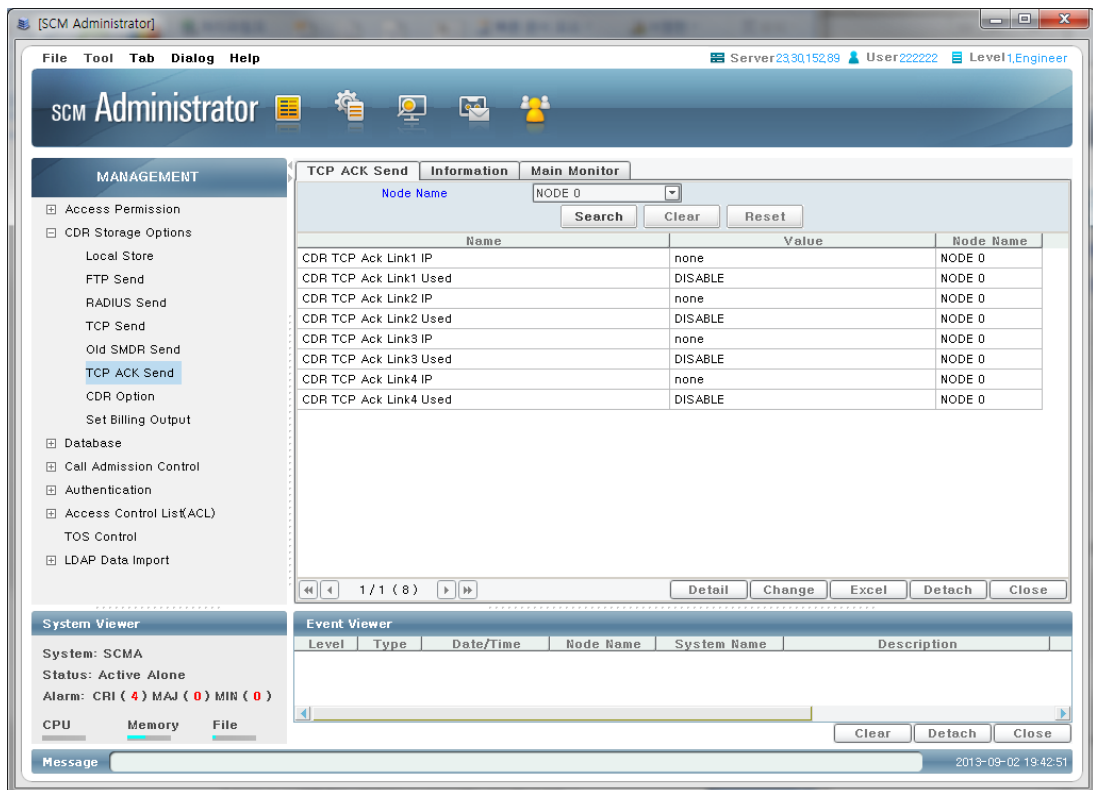 [SCM Administrator]
File Tool Tab Dialog Help
Server 23,30,152,89 User 222222 Level 1,Engineer
SCM Administrator
MANAGEMENT
Access Permission
CDR Storage Options
Local Store
FTP Send
RADIUS Send
TCP Send
Old SMDR Send
TCP ACK Send
CDR Option
Set Billing Output
Database
Call Admission Control
Authentication
Access Control List(ACL)
TOS Control
LDAP Data Import
TCP ACK Send Information Main Monitor
Node Name NODE 0
Search Clear Reset
Name Value Node Name
CDR TCP Ack Link1 IP none NODE 0
CDR TCP Ack Link1 Used DISABLE NODE 0
CDR TCP Ack Link2 IP none NODE 0
CDR TCP Ack Link2 Used DISABLE NODE 0
CDR TCP Ack Link3 IP none NODE 0
CDR TCP Ack Link3 Used DISABLE NODE 0
CDR TCP Ack Link4 IP none NODE 0
CDR TCP Ack Link4 Used DISABLE NODE 0
1/1 (8) Detail Change Excel Detach Close
System Viewer
System: SCMA
Status: Active Alone
Alarm: CRI ( 4 ) MAJ ( 0 ) MIN ( 0 )
CPU Memory File
Event Viewer
Level Type Date/Time Node Name System Name Description
Clear Detach Close
Message 2013-09-02 19:42:51